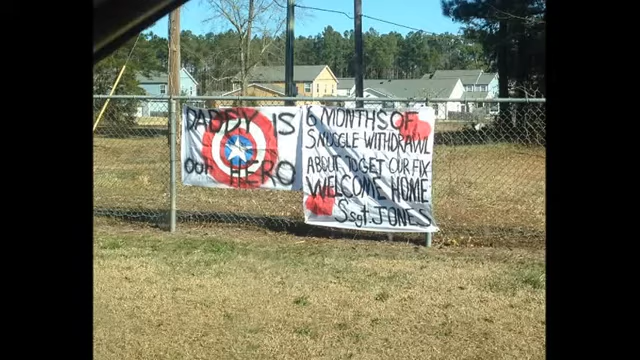 DADDY IS
our HERO
6 MONTHS OF
SNUGGLE WITHDRAWL
ABOUT TO GET OUR FIX
WELCOME HOME
Ssgt. JONES